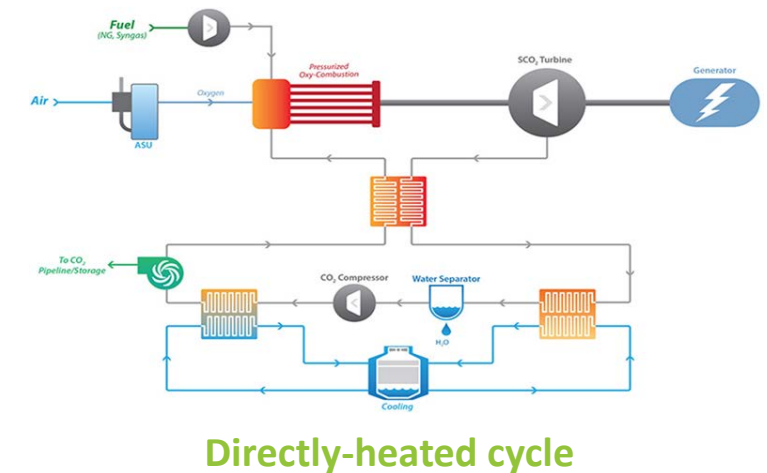 Fuel
(NG, Syngas)
Pressurized
Oxy-Combustion
SCO₂ Turbine
Generator
Air
Oxygen
ASU
To CO₂
Pipeline/Storage
CO₂ Compressor
Water Separator
H₂O
Cooling
Directly-heated cycle